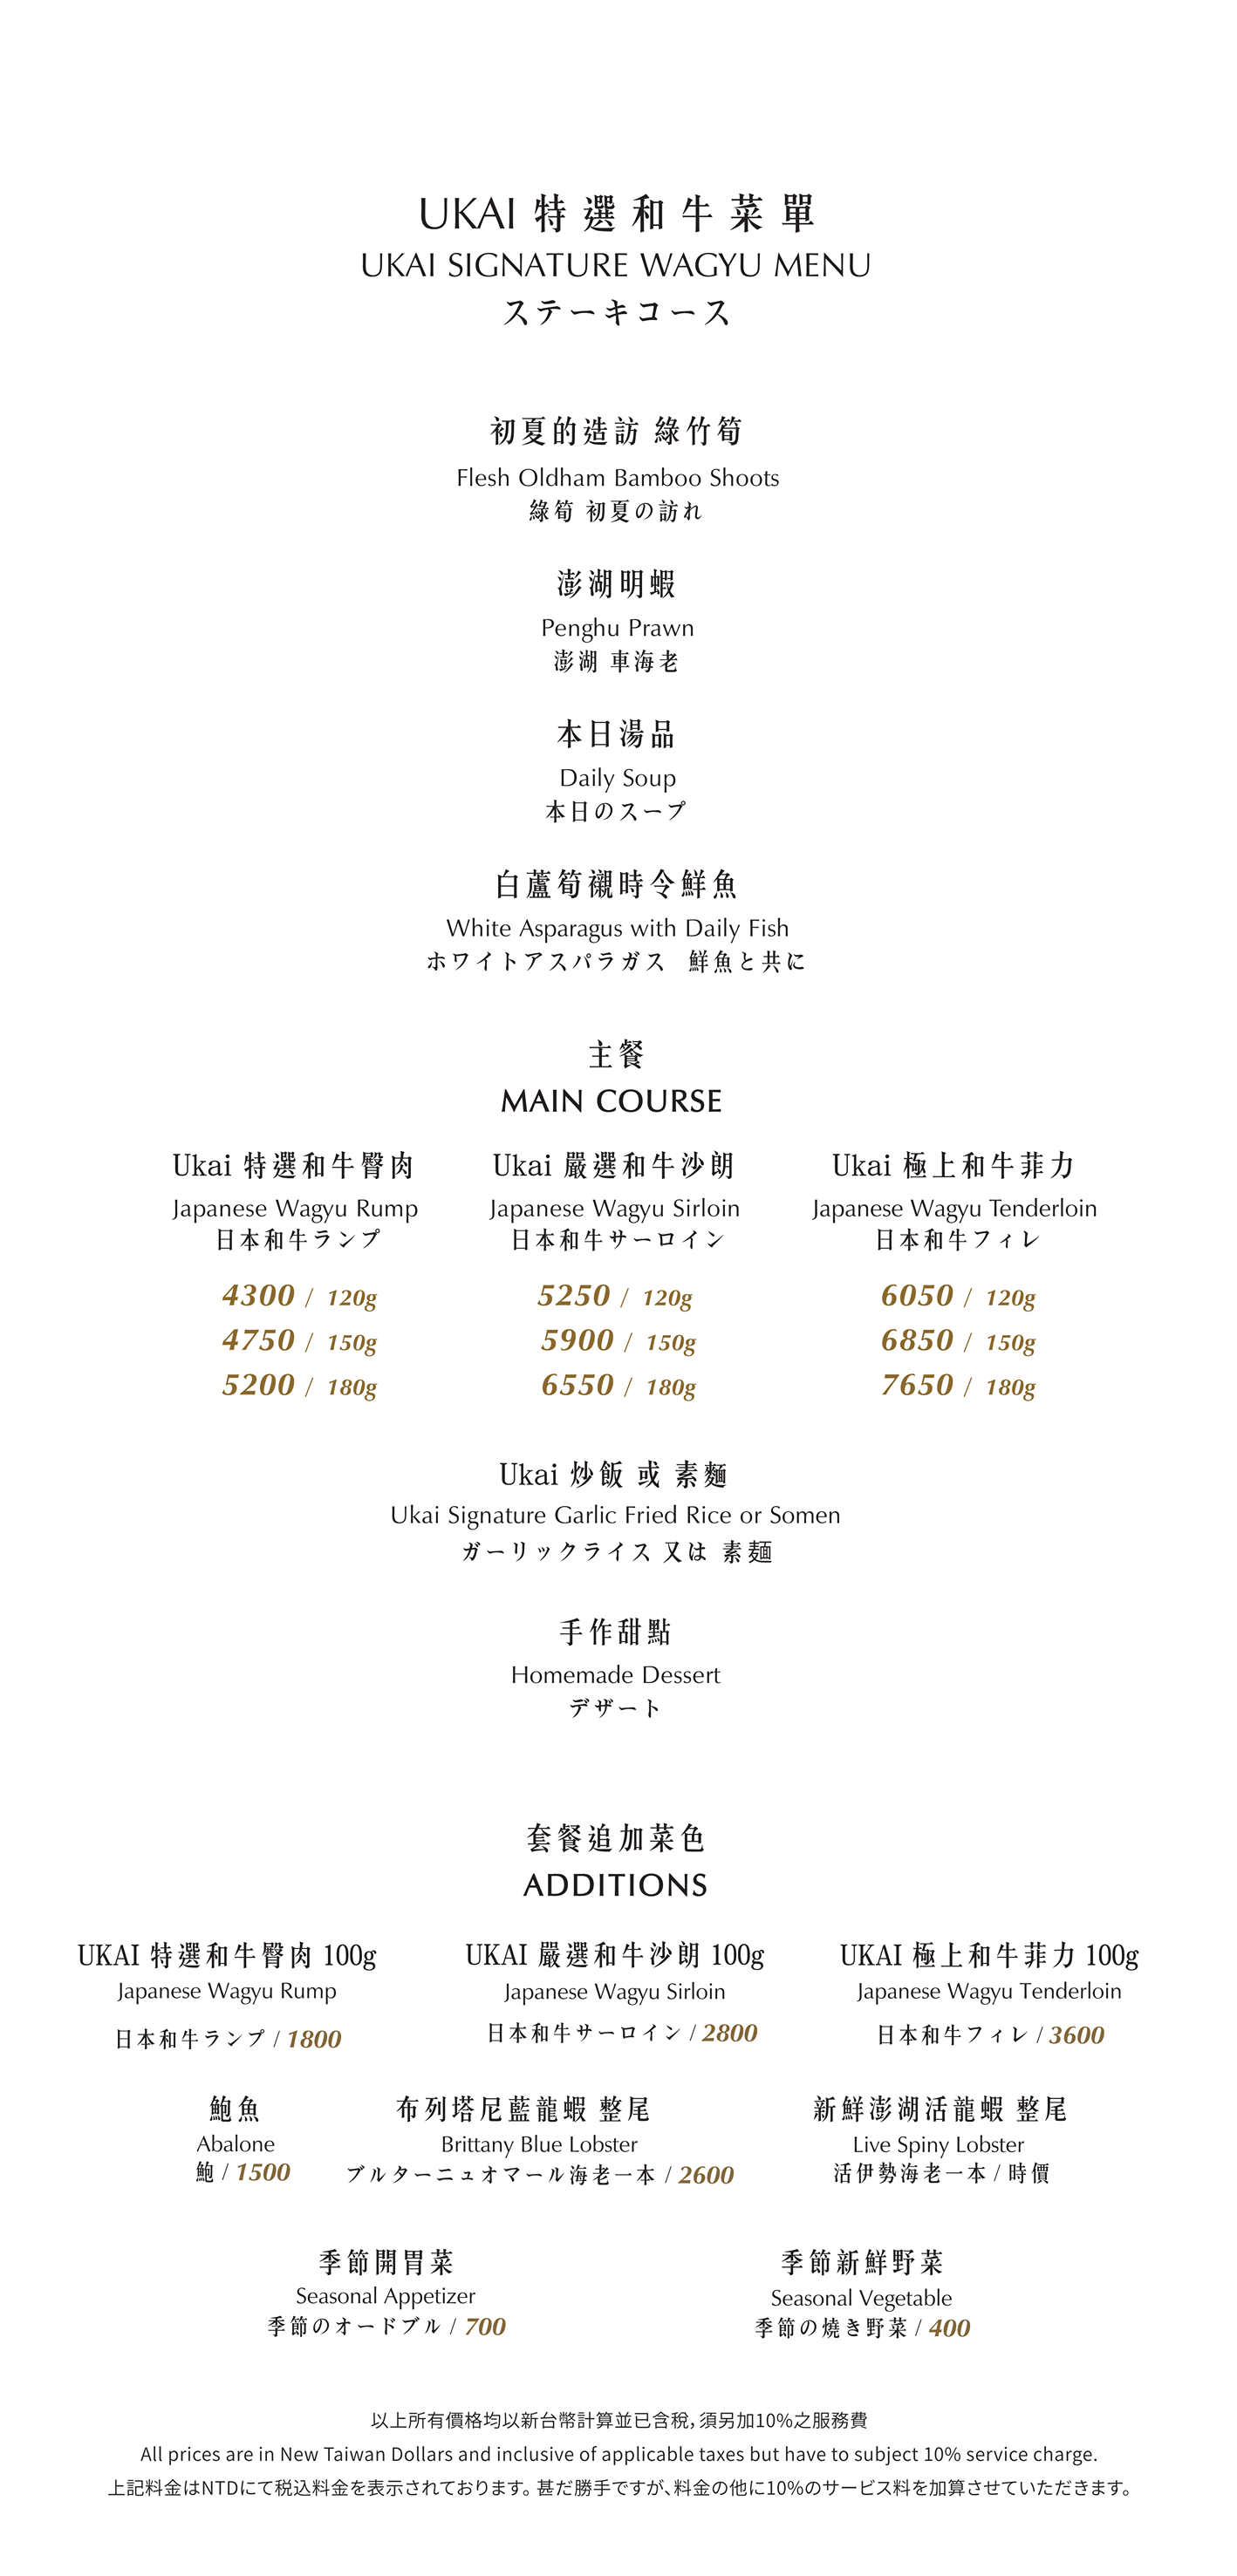 UKAI 特選和牛菜單
UKAI SIGNATURE WAGYU MENU
ステーキコース
初夏的造訪 綠竹筍
Flesh Oldham Bamboo Shoots
綠筍 初夏の訪れ
澎湖明蝦
Penghu Prawn
澎湖 車海老
本日湯品
Daily Soup
本日のスープ
白蘆筍襯時令鮮魚
White Asparagus with Daily Fish
ホワイトアスパラガス 鮮魚と共に
主餐
MAIN COURSE
Ukai 特選和牛臀肉
Japanese Wagyu Rump
日本和牛ランプ
4300 / 120g
4750 / 150g
5200 / 180g
Ukai 嚴選和牛沙朗
Japanese Wagyu Sirloin
日本和牛サーロイン
5250 / 120g
5900 / 150g
6550 / 180g
Ukai 極上和牛菲力
Japanese Wagyu Tenderloin
日本和牛フィレ
6050 / 120g
6850 / 150g
7650 / 180g
Ukai 炒飯 或 素麵
Ukai Signature Garlic Fried Rice or Somen
ガーリックライス 又は 素麺
手作甜點
Homemade Dessert
デザート
套餐追加菜色
ADDITIONS
UKAI 特選和牛臀肉 100g
Japanese Wagyu Rump
日本和牛ランプ / 1800
UKAI 嚴選和牛沙朗 100g
Japanese Wagyu Sirloin
日本和牛サーロイン / 2800
UKAI 極上和牛菲力 100g
Japanese Wagyu Tenderloin
日本和牛フィレ / 3600
鮑魚
Abalone
鮑 / 1500
布列塔尼藍龍蝦 整尾
Brittany Blue Lobster
ブルターニュオマール海老一本 / 2600
新鮮澎湖活龍蝦 整尾
Live Spiny Lobster
活伊勢海老一本 / 時價
季節開胃菜
Seasonal Appetizer
季節のオードブル / 700
季節新鮮野菜
Seasonal Vegetable
季節の燒き野菜 / 400
以上所有價格均以新台幣計算並已含稅，須另加10%之服務費
All prices are in New Taiwan Dollars and inclusive of applicable taxes but have to subject 10% service charge.
上記料金はNTDにて税込料金を表示されております。甚だ勝手ですが、料金の他に10%のサービス料を加算させていただきます。